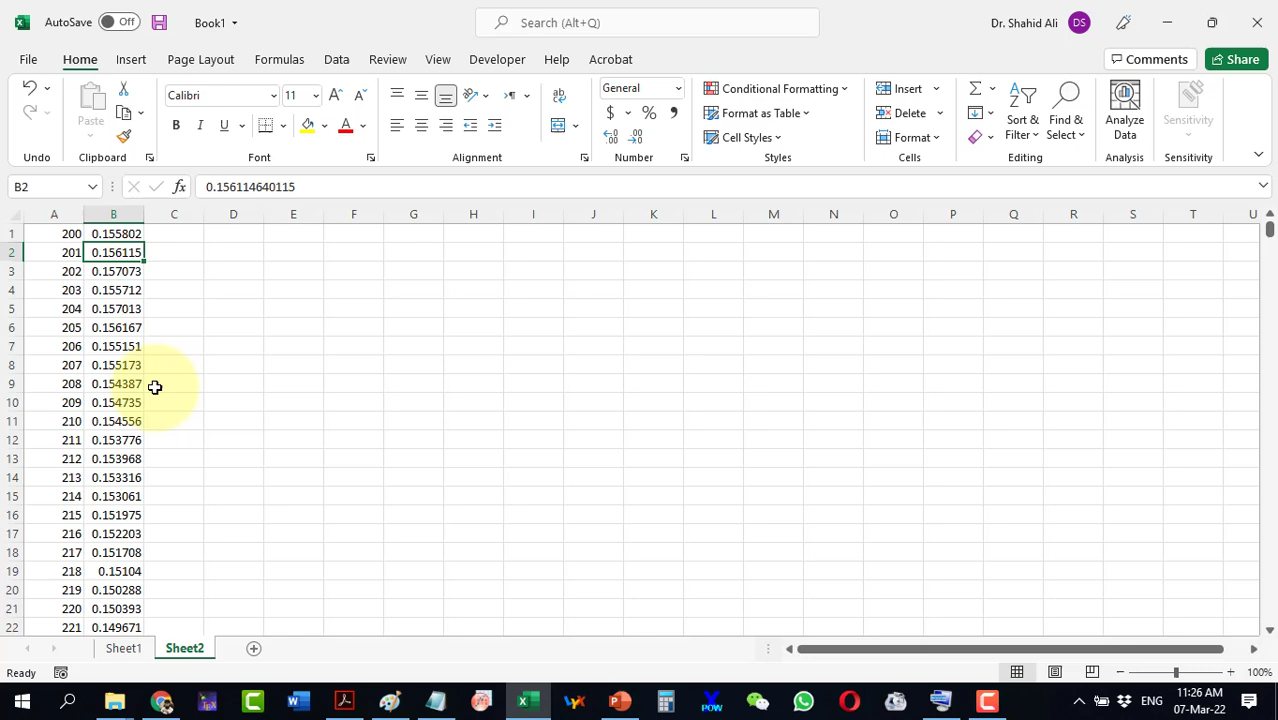 AutoSave Off Book1 Search (Alt+Q) Dr. Shahid Ali DS
File Home Insert Page Layout Formulas Data Review View Developer Help Acrobat Comments Share
Calibri 11 General Conditional Formatting Insert
Paste Format as Table Delete Sort & Find & Analyze Sensitivity
B I U $ % Cell Styles Format Filter Select Data
Undo Clipboard Font Alignment Number Styles Cells Editing Analysis Sensitivity
B2 fx 0.156114640115
A B C D E F G H I J K L M N O P Q R S T U
1 200 0.155802
2 201 0.156115
3 202 0.157073
4 203 0.155712
5 204 0.157013
6 205 0.156167
7 206 0.155151
8 207 0.155173
9 208 0.154387
10 209 0.154735
11 210 0.154556
12 211 0.153776
13 212 0.153968
14 213 0.153316
15 214 0.153061
16 215 0.151975
17 216 0.152203
18 217 0.151708
19 218 0.15104
20 219 0.150288
21 220 0.150393
22 221 0.149671
Sheet1 Sheet2
Ready 100%
ENG 11:26 AM
07-Mar-22